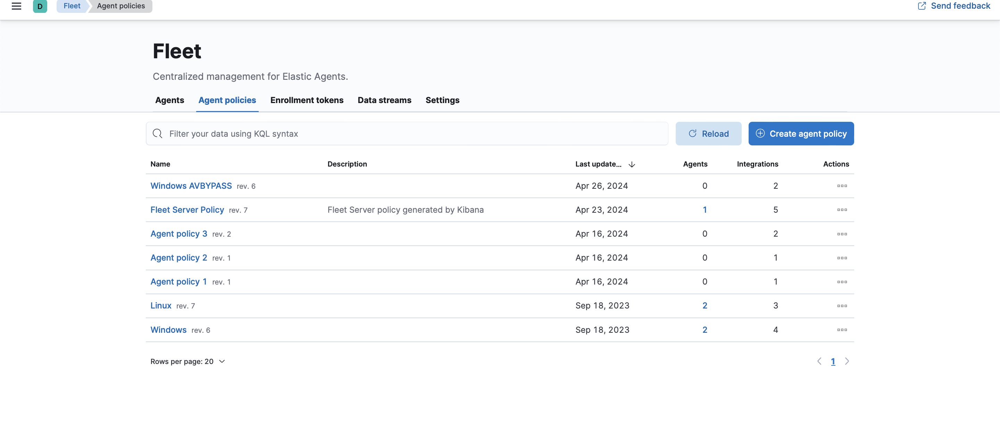 D Fleet Agent policies Send feedback
Fleet
Centralized management for Elastic Agents.
Agents Agent policies Enrollment tokens Data streams Settings
Filter your data using KQL syntax Reload Create agent policy
Name Description Last update... Agents Integrations Actions
Windows AVBYPASS rev. 6 Apr 26, 2024 0 2
Fleet Server Policy rev. 7 Fleet Server policy generated by Kibana Apr 23, 2024 1 5
Agent policy 3 rev. 2 Apr 16, 2024 0 2
Agent policy 2 rev. 1 Apr 16, 2024 0 1
Agent policy 1 rev. 1 Apr 16, 2024 0 1
Linux rev. 7 Sep 18, 2023 2 3
Windows rev. 6 Sep 18, 2023 2 4
Rows per page: 20 1